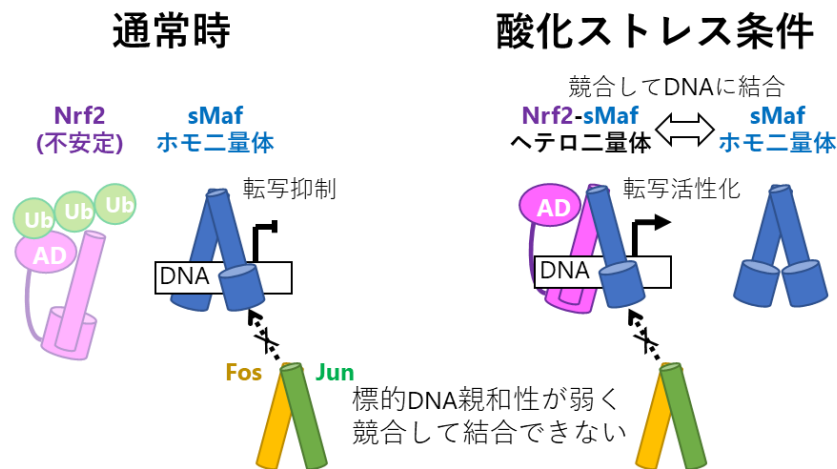 通常時
酸化ストレス条件
競合してDNAに結合
Nrf2
(不安定)
sMaf
ホモ二量体
Nrf2-sMaf
ヘテロ二量体
sMaf
ホモ二量体
Ub
Ub
Ub
AD
転写抑制
DNA
AD
転写活性化
DNA
Fos
Jun
標的DNA親和性が弱く
競合して結合できない